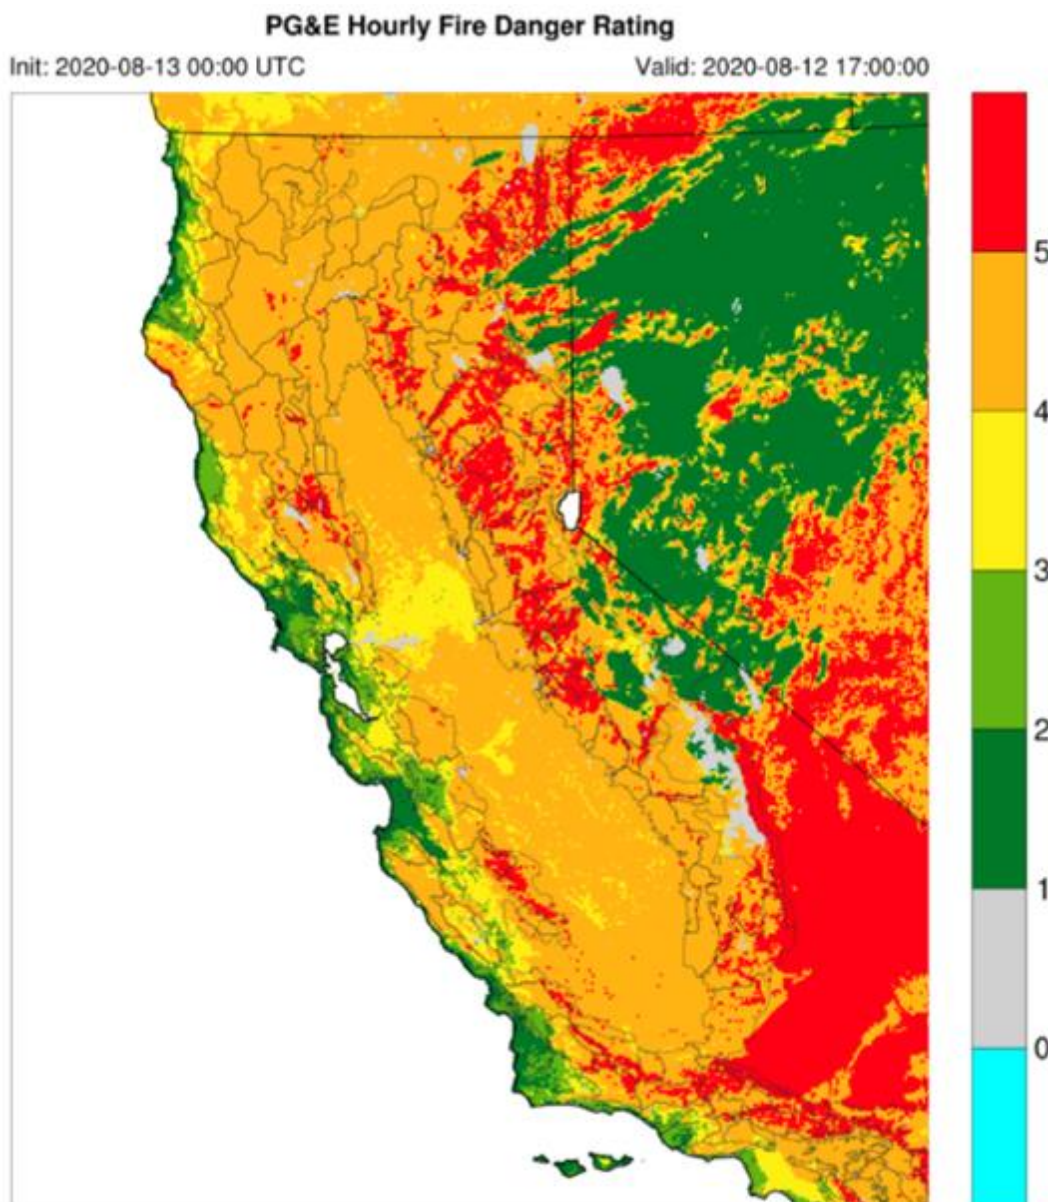 PG&E Hourly Fire Danger Rating
Init: 2020-08-13 00:00 UTC
Valid: 2020-08-12 17:00:00
5
4
3
2
1
0